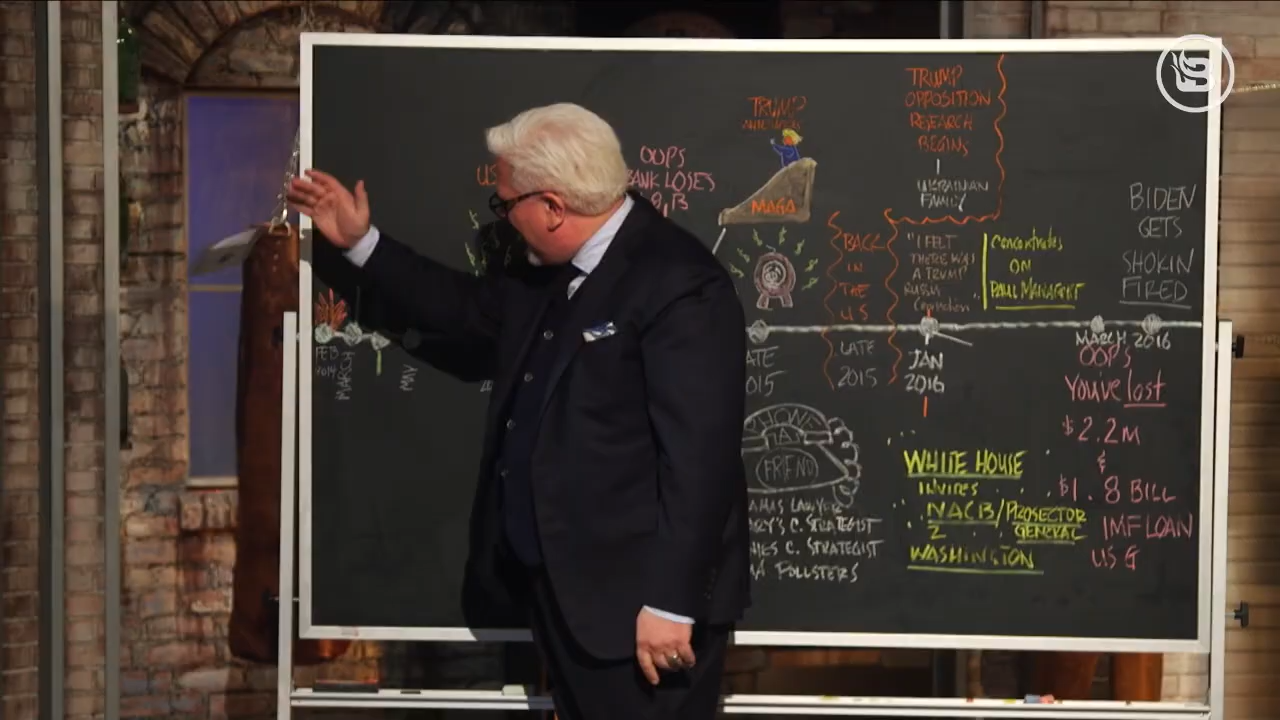 TRUMP
MAGA
OOPS
BANK LOSES
TRUMP
OPPOSITION
RESEARCH
BEGINS
UKRAINIAN
FAMILY
"I FELT
THERE WAS
A TRUMP
RUSSIA
Connection
Concentrates
ON
PAUL MANAFORT
BIDEN
GETS
SHOKIN
FIRED
BACK
IN
THE
US
US
FEB
2014
MARCH
MAY
LATE
2015
JAN
2016
MARCH 2016
PHONE
A
FRIEND
LAWYER
C. STRATEGIST
C. STRATEGIST
POLLSTERS
WHITE HOUSE
INVITES
NACB/PROSECTOR
2 GENERAL
WASHINGTON
OOPS
You've lost
$2.2M
&
$1.8 BILL
IMF LOAN
US G